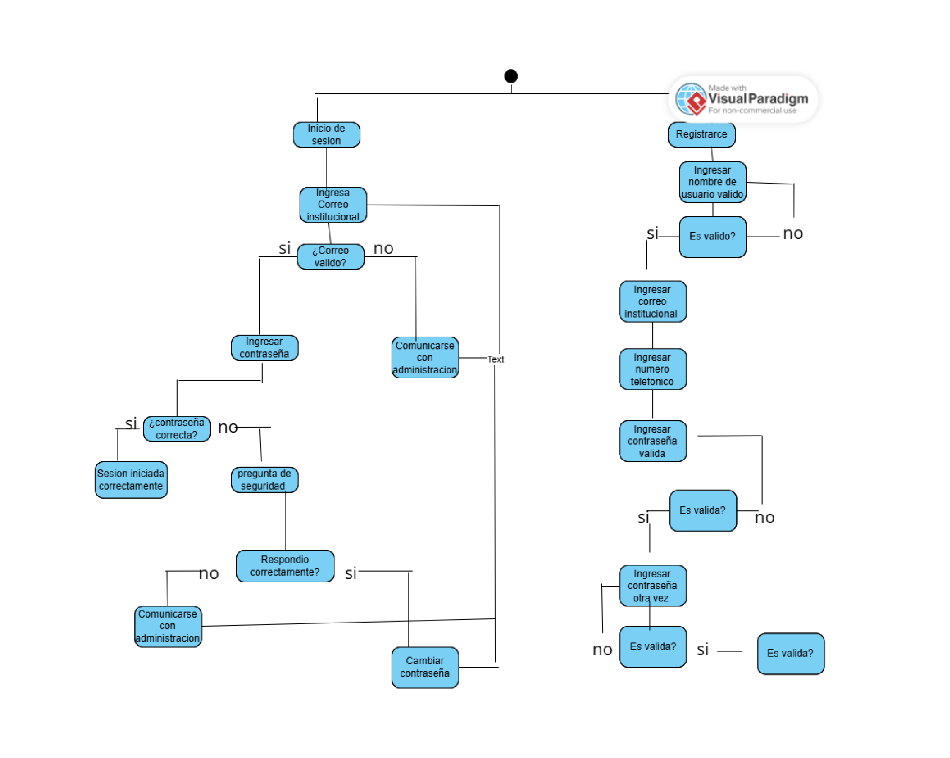 Made with
Visual Paradigm
For non-commercial use
Inicio de
sesion
Registrarce
Ingresa
Correo
institucional
Ingresar
nombre de
usuario valido
si
¿Correo
valido?
no
si
Es valido?
no
Ingresar
correo
institucional
Ingresar
contraseña
Comunicarse
con
administracion
Text
Ingresar
numero
telefonico
si
¿contraseña
correcta?
no
Ingresar
contraseña
valida
Sesion iniciada
correctamente
pregunta de
seguridad
si
Es valida?
no
no
Respondio
correctamente?
si
Ingresar
contraseña
otra vez
Comunicarse
con
administracion
Cambiar
contraseña
no
Es valida?
si
Es valida?